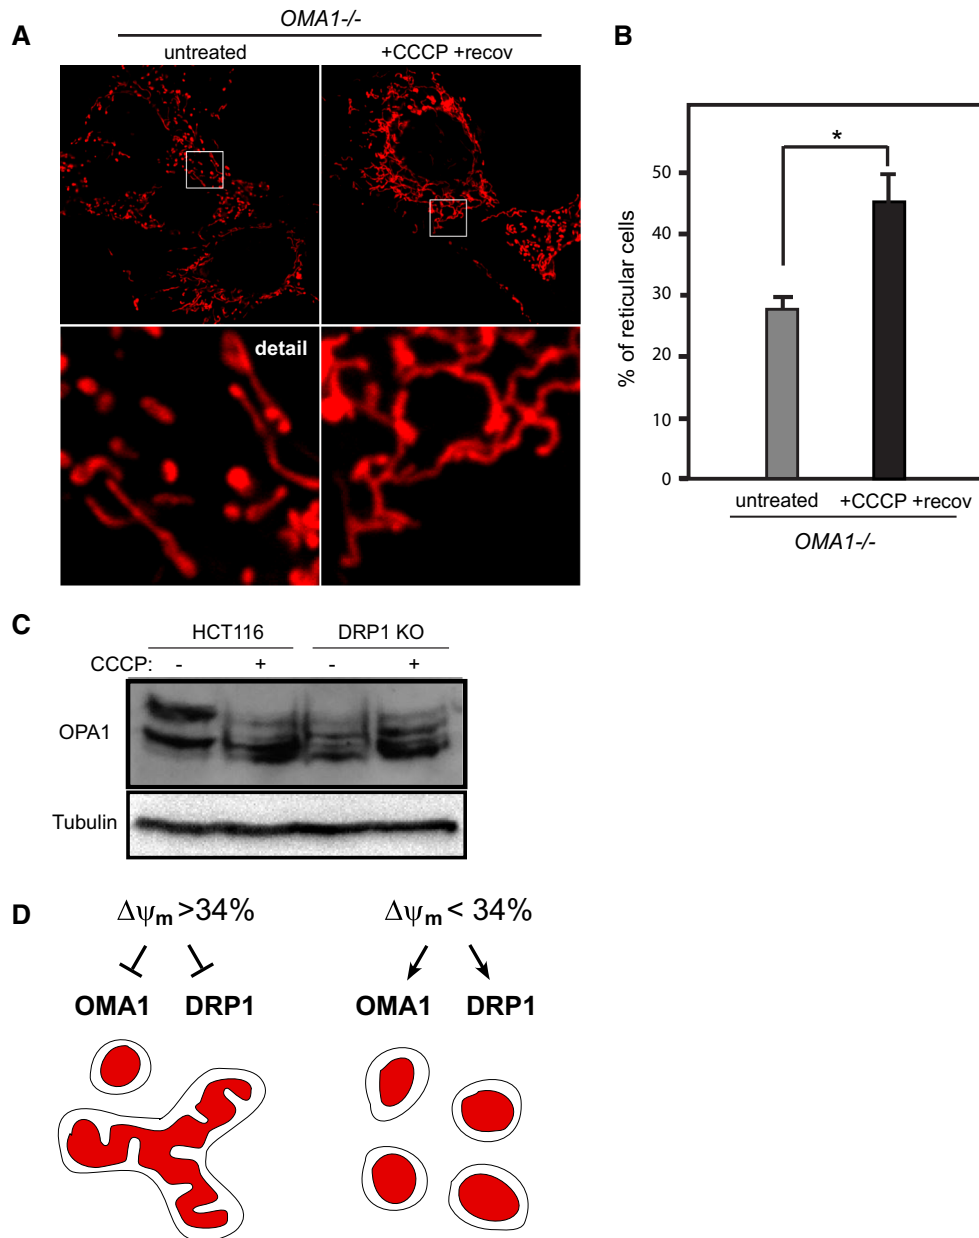 A
OMA1-/-
untreated
+CCCP +recov
detail
B
% of reticular cells
50
40
30
20
10
0
*
untreated
+CCCP +recov
OMA1-/-
C
HCT116
DRP1 KO
CCCP:
-
+
-
+
OPA1
Tubulin
D
Δψm >34%
Δψm < 34%
OMA1
DRP1
OMA1
DRP1